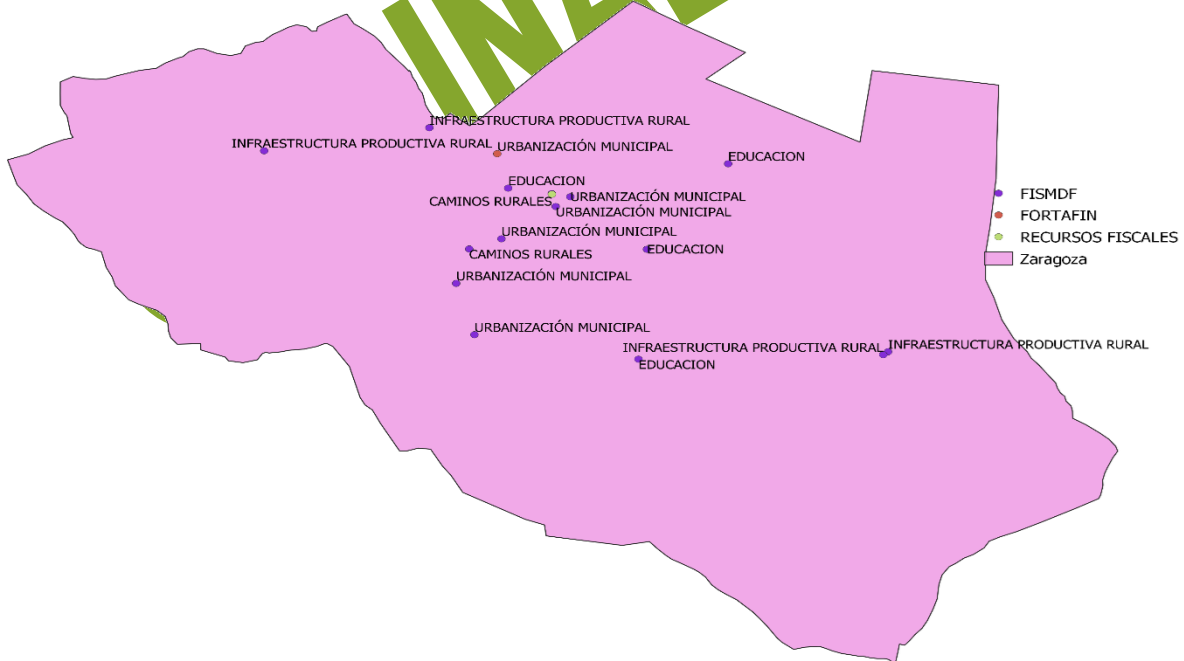 INFRAESTRUCTURA PRODUCTIVA RURAL
INFRAESTRUCTURA PRODUCTIVA RURAL
URBANIZACIÓN MUNICIPAL
EDUCACION
EDUCACION
CAMINOS RURALES
URBANIZACIÓN MUNICIPAL
URBANIZACIÓN MUNICIPAL
URBANIZACIÓN MUNICIPAL
CAMINOS RURALES
EDUCACION
URBANIZACIÓN MUNICIPAL
URBANIZACIÓN MUNICIPAL
INFRAESTRUCTURA PRODUCTIVA RURAL
INFRAESTRUCTURA PRODUCTIVA RURAL
EDUCACION
FISMDF
FORTAFIN
RECURSOS FISCALES
Zaragoza